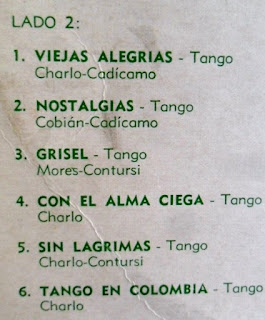 LADO 2:
1. VIEJAS ALEGRIAS - Tango
Charlo-Cadícamo
2. NOSTALGIAS - Tango
Cobián-Cadícamo
3. GRISEL - Tango
Mores-Contursi
4. CON EL ALMA CIEGA - Tango
Charlo
5. SIN LAGRIMAS - Tango
Charlo-Contursi
6. TANGO EN COLOMBIA - Tango
Charlo